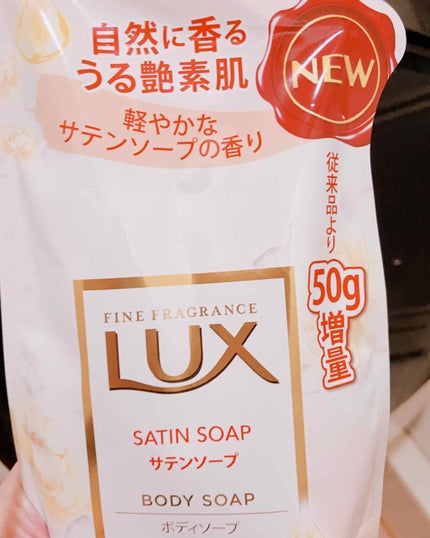 自然に香る
うる艶素肌
NEW
軽やかな
サテンソープの香り
従来品より
50g
増量
FINE FRAGRANCE
LUX
SATIN SOAP
サテンソープ
BODY SOAP
ボディソープ